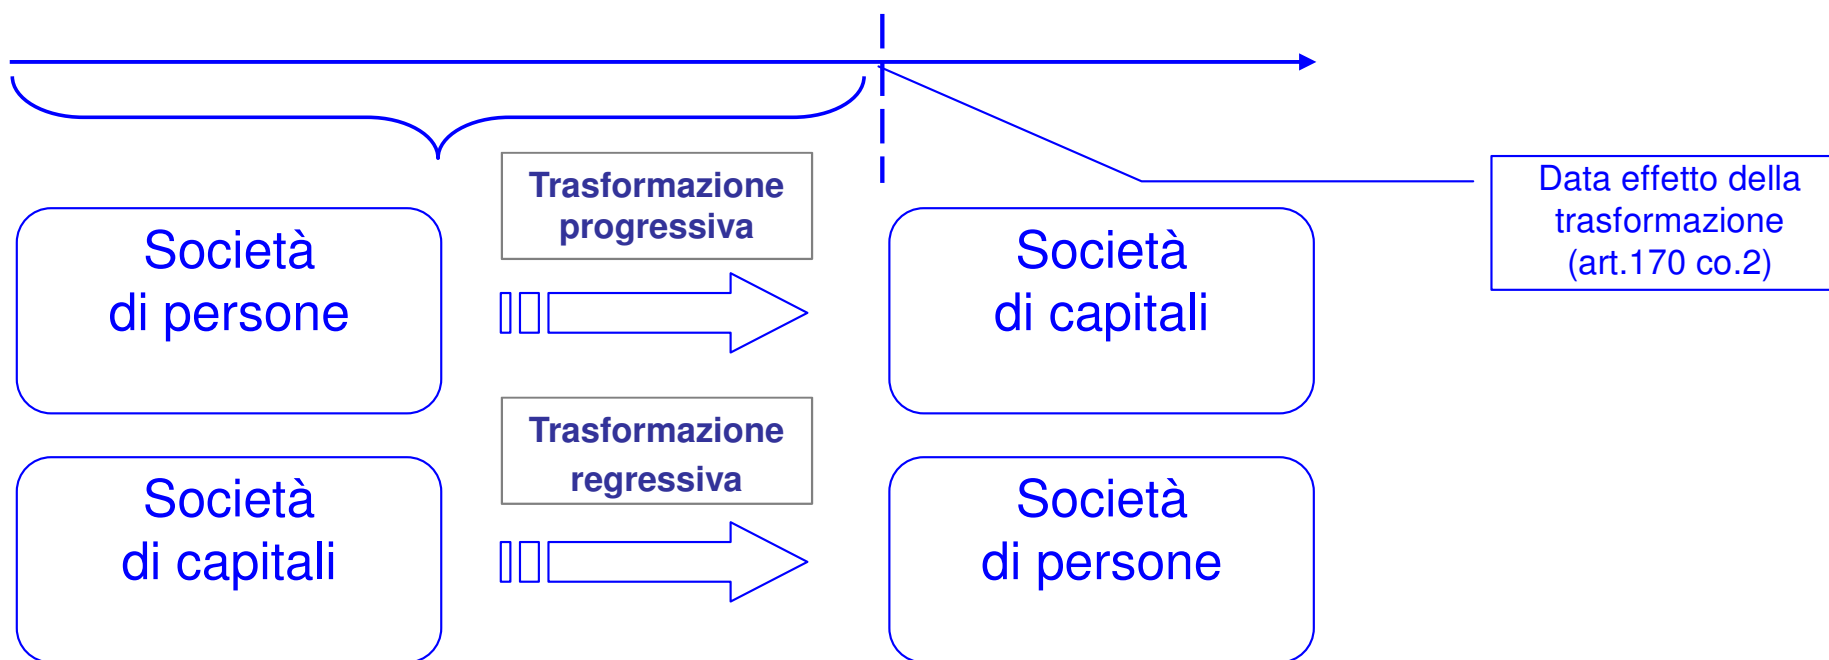 Trasformazione
progressiva
Data effetto della
trasformazione
(art.170 co.2)
Società
di persone
Società
di capitali
Trasformazione
regressiva
Società
di capitali
Società
di persone